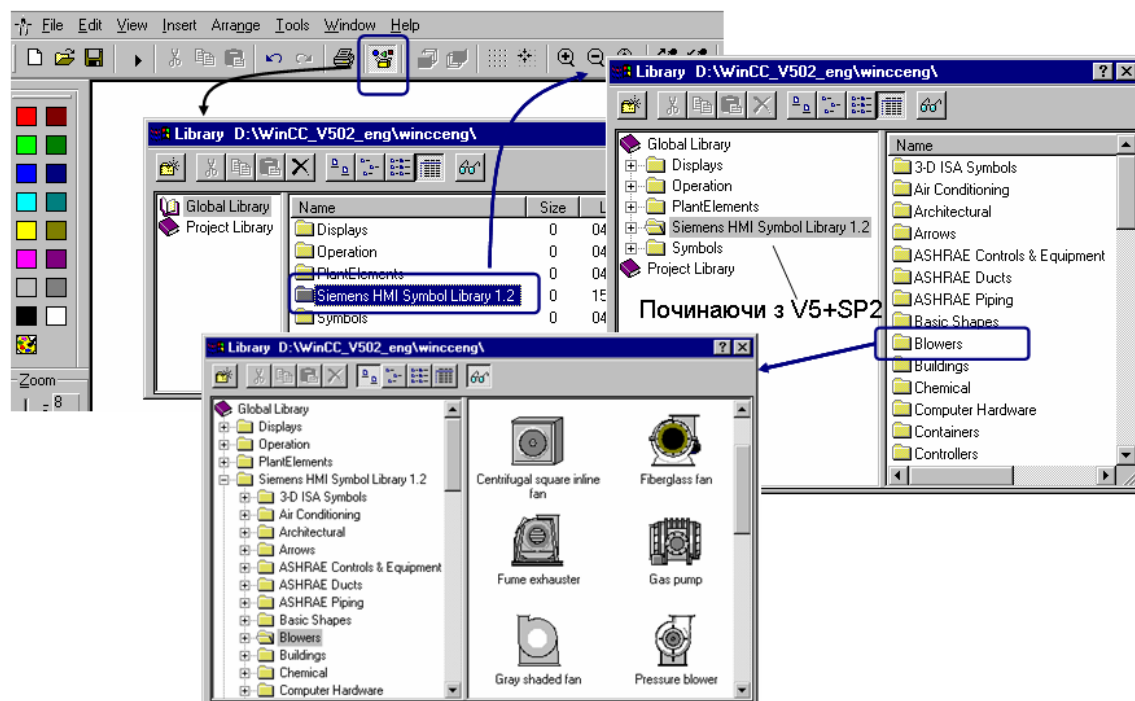 File Edit View Insert Arrange Tools Window Help
Zoom
8
Library D:\WinCC_V502_eng\wincceng\
Global Library
Project Library
Name Size L
Displays 0 04
Operation 0 04
PlantElements 0 04
Siemens HMI Symbol Library 1.2 0 15
Symbols 0 04
Library D:\WinCC_V502_eng\wincceng\
Global Library
Displays
Operation
PlantElements
Siemens HMI Symbol Library 1.2
Symbols
Project Library
Починаючи з V5+SP2
Name
3-D ISA Symbols
Air Conditioning
Architectural
Arrows
ASHRAE Controls & Equipment
ASHRAE Ducts
ASHRAE Piping
Basic Shapes
Blowers
Buildings
Chemical
Computer Hardware
Containers
Controllers
Library D:\WinCC_V502_eng\wincceng\
Global Library
Displays
Operation
PlantElements
Siemens HMI Symbol Library 1.2
3-D ISA Symbols
Air Conditioning
Architectural
Arrows
ASHRAE Controls & Equipment
ASHRAE Ducts
ASHRAE Piping
Basic Shapes
Blowers
Buildings
Chemical
Computer Hardware
Centrifugal square inline
fan
Fiberglass fan
Fume exhauster
Gas pump
Gray shaded fan
Pressure blower